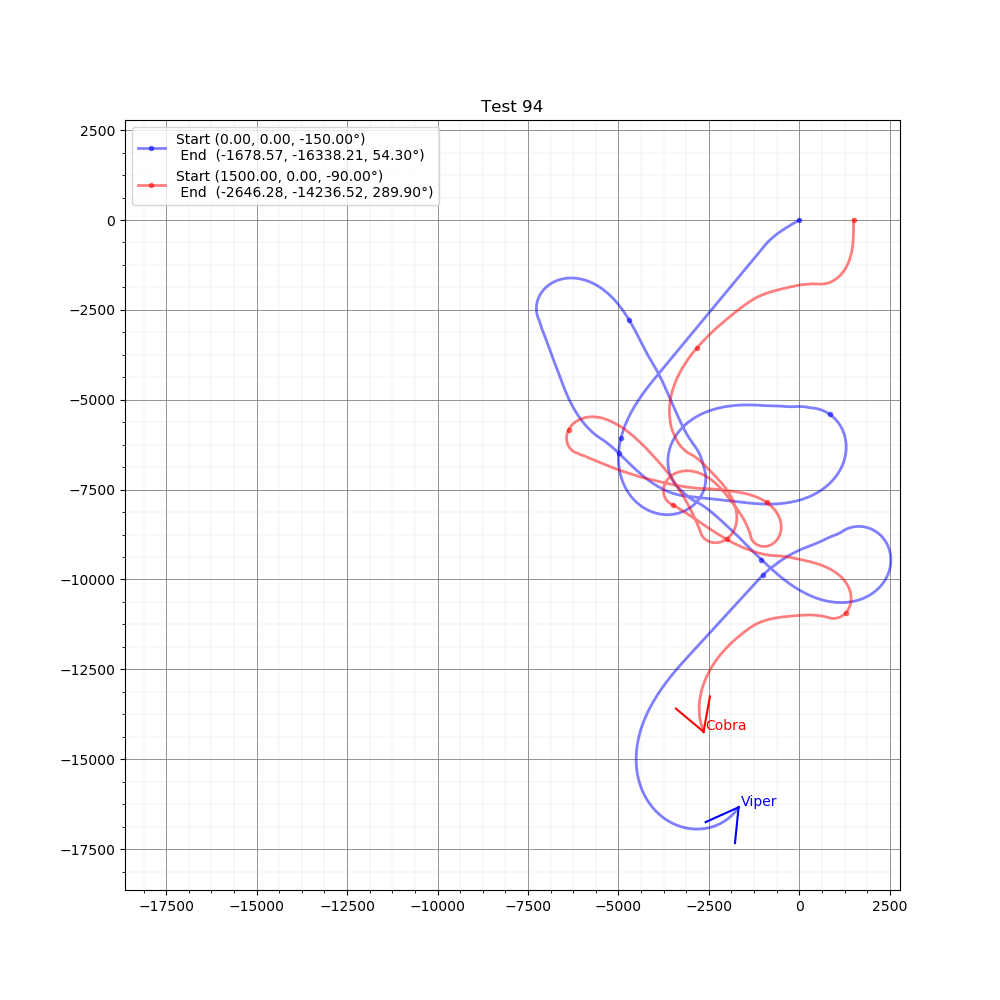 Test 94
Start (0.00, 0.00, -150.00°)
End (-1678.57, -16338.21, 54.30°)
Start (1500.00, 0.00, -90.00°)
End (-2646.28, -14236.52, 289.90°)
2500
0
−2500
−5000
−7500
−10000
−12500
−15000
−17500
Cobra
Viper
−17500 −15000 −12500 −10000 −7500 −5000 −2500 0 2500